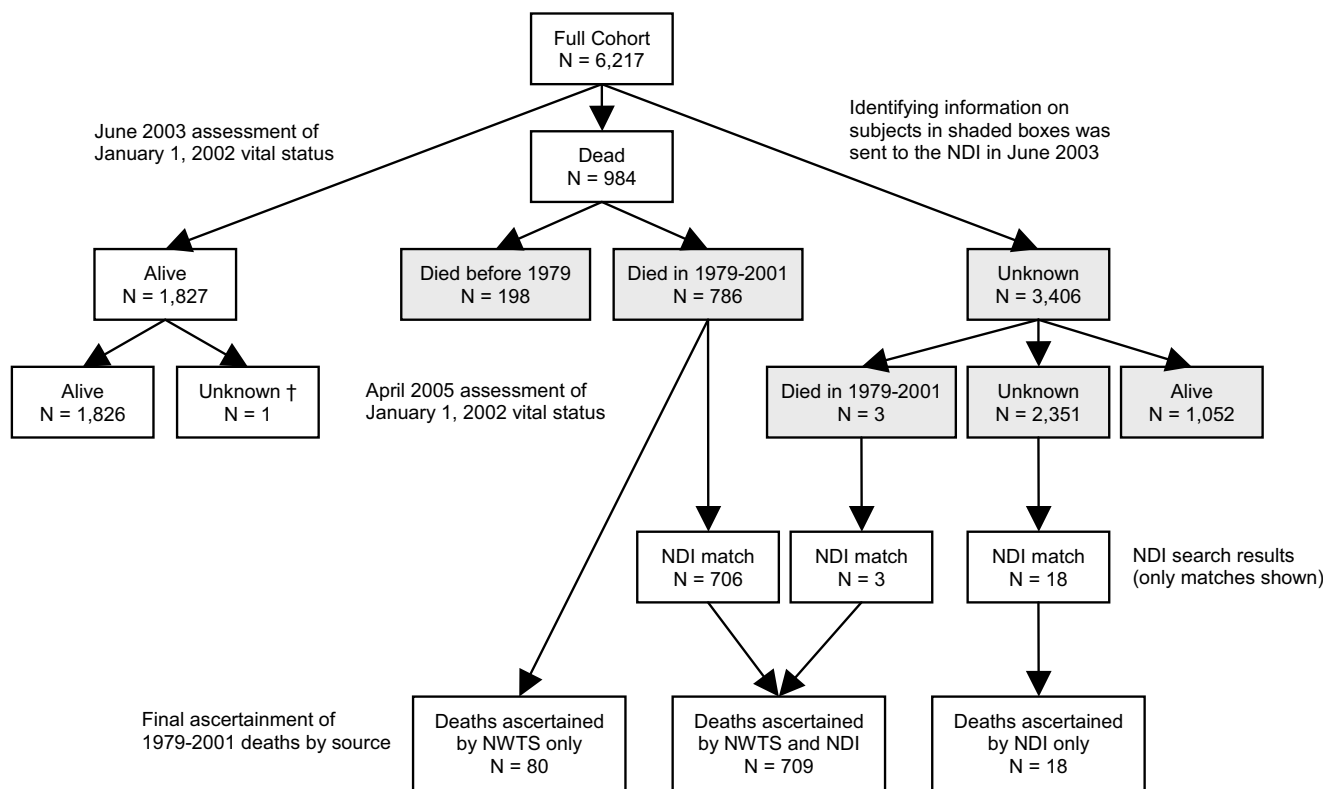 Full Cohort
N = 6,217
June 2003 assessment of
January 1, 2002 vital status
Identifying information on
subjects in shaded boxes was
sent to the NDI in June 2003
Dead
N = 984
Alive
N = 1,827
Died before 1979
N = 198
Died in 1979-2001
N = 786
Unknown
N = 3,406
Alive
N = 1,826
Unknown †
N = 1
April 2005 assessment of
January 1, 2002 vital status
Died in 1979-2001
N = 3
Unknown
N = 2,351
Alive
N = 1,052
NDI match
N = 706
NDI match
N = 3
NDI match
N = 18
NDI search results
(only matches shown)
Final ascertainment of
1979-2001 deaths by source
Deaths ascertained
by NWTS only
N = 80
Deaths ascertained
by NWTS and NDI
N = 709
Deaths ascertained
by NDI only
N = 18